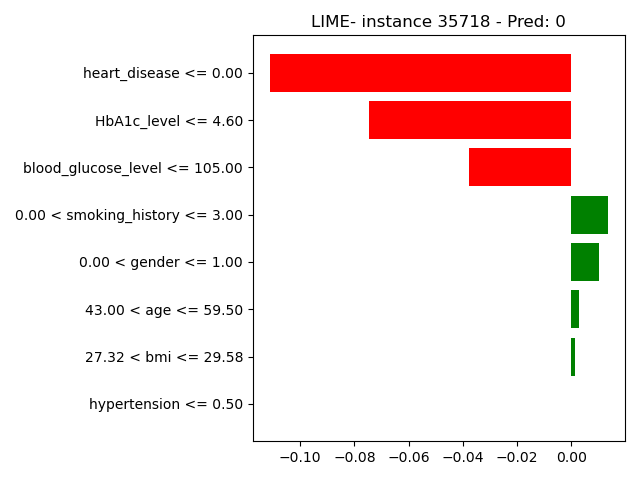 LIME- instance 35718 - Pred: 0
heart_disease <= 0.00
HbA1c_level <= 4.60
blood_glucose_level <= 105.00
0.00 < smoking_history <= 3.00
0.00 < gender <= 1.00
43.00 < age <= 59.50
27.32 < bmi <= 29.58
hypertension <= 0.50
−0.10 −0.08 −0.06 −0.04 −0.02 0.00